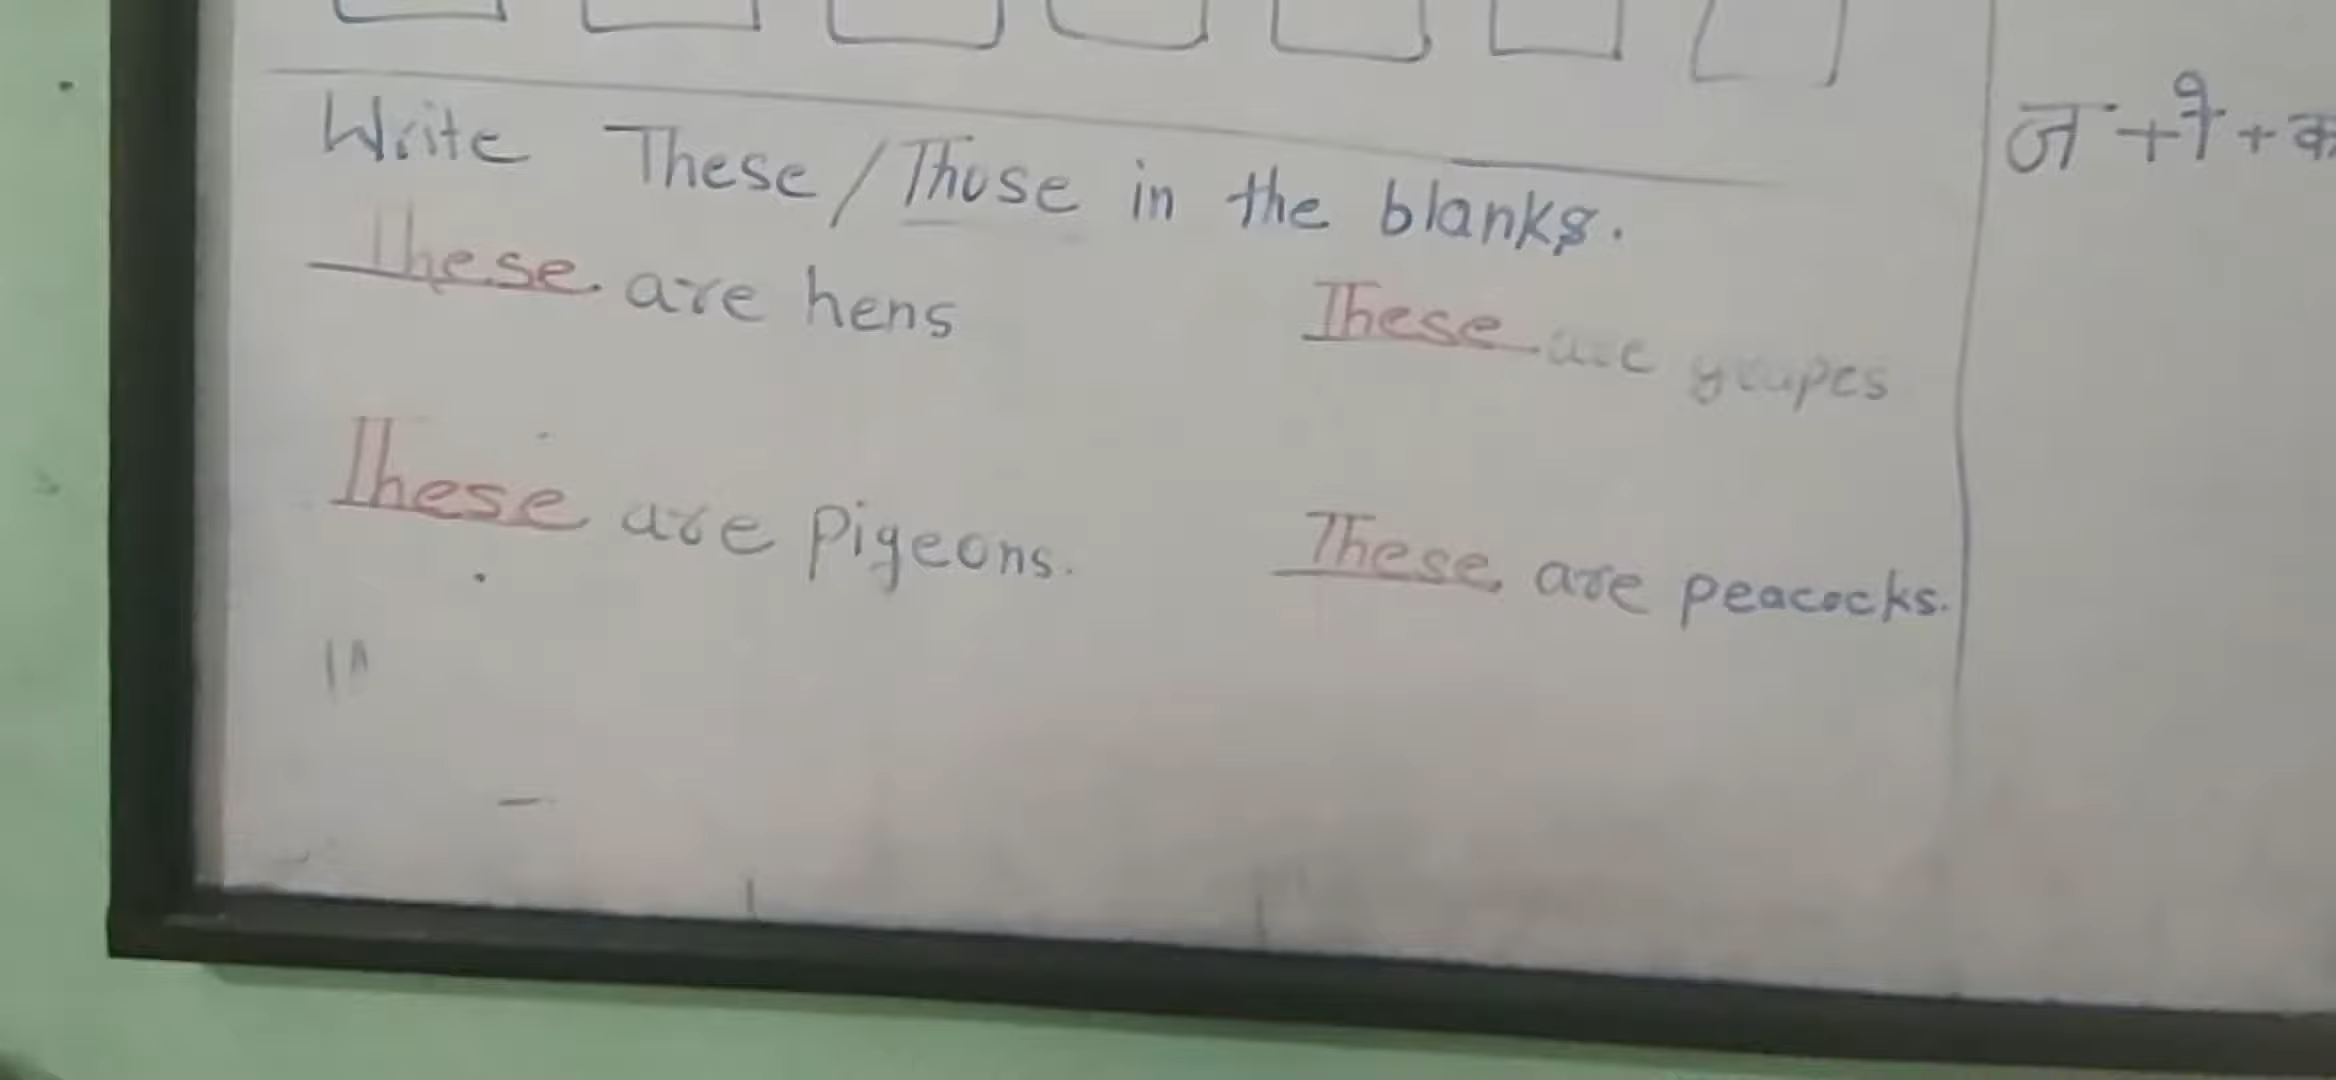 Write These / Those in the blanks.
These are hens
These are grapes
These are pigeons.
These are peacocks.
ज + ने + क